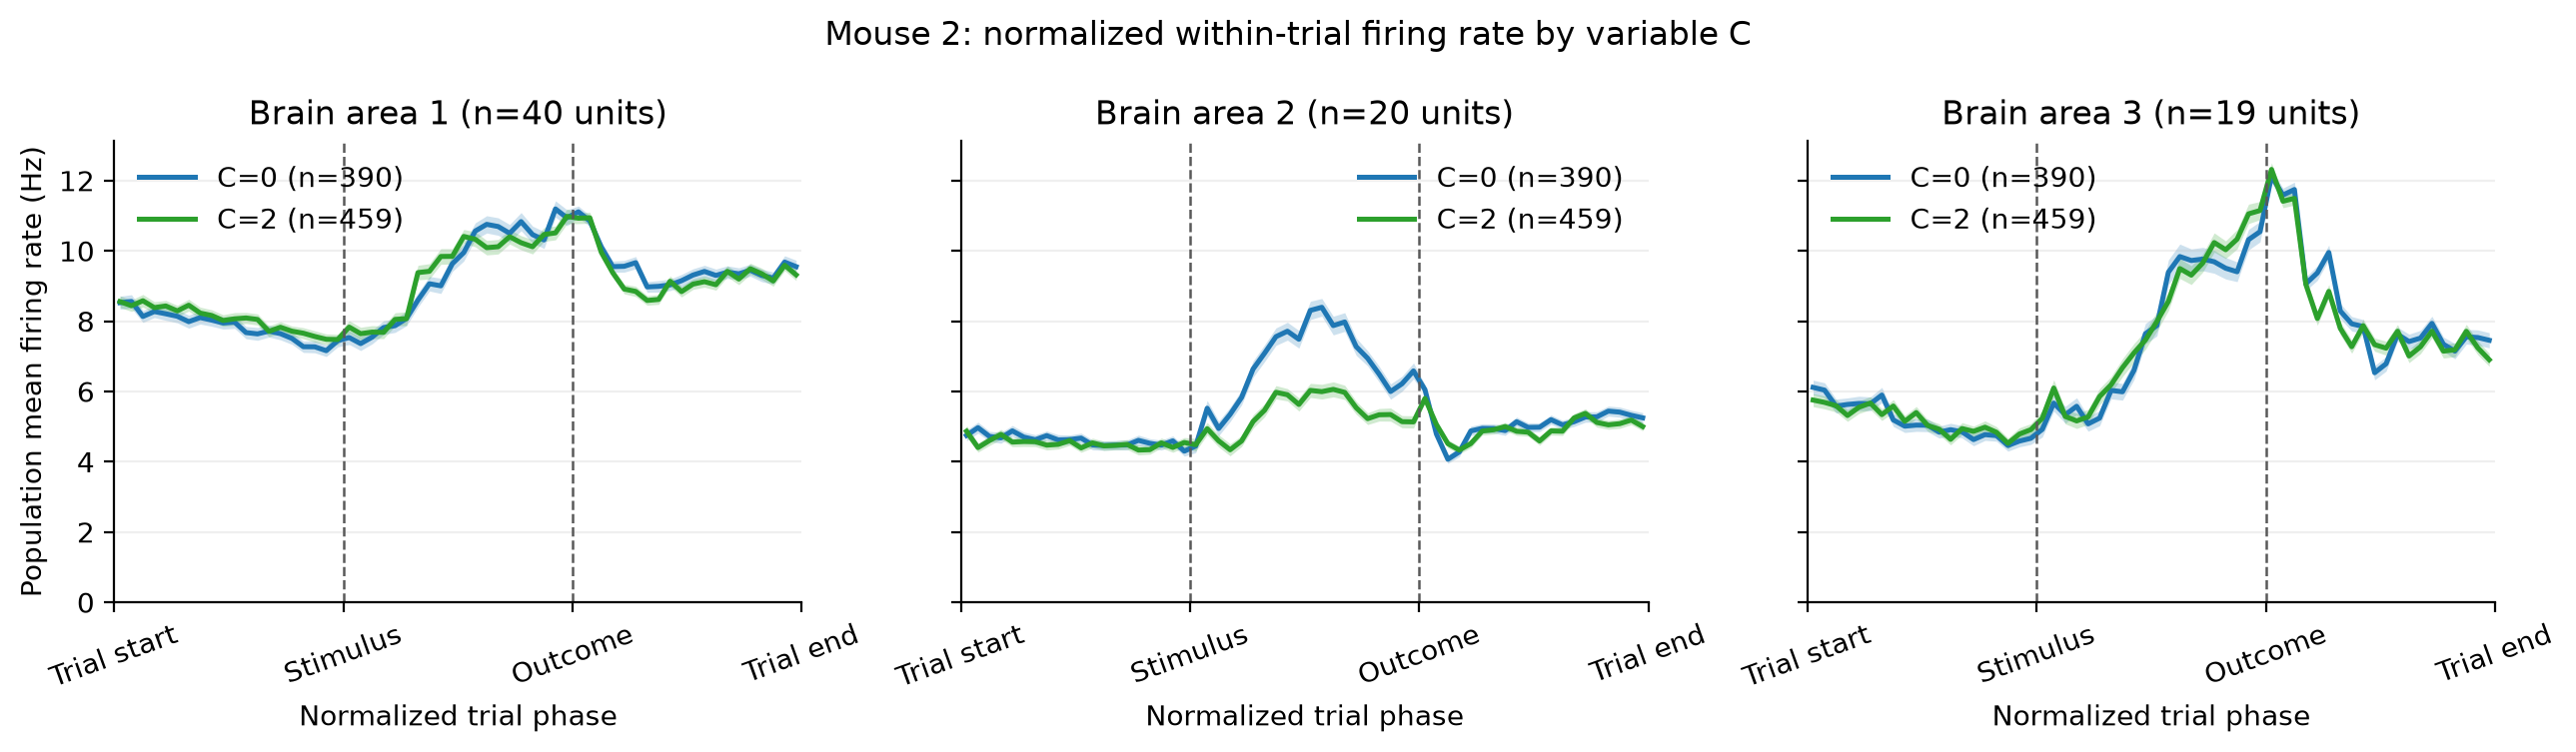 Mouse 2: normalized within-trial firing rate by variable C
Brain area 1 (n=40 units)
Population mean firing rate (Hz)
12
10
8
6
4
2
0
C=0 (n=390)
C=2 (n=459)
Trial start
Stimulus
Outcome
Trial end
Normalized trial phase
Brain area 2 (n=20 units)
C=0 (n=390)
C=2 (n=459)
Trial start
Stimulus
Outcome
Trial end
Normalized trial phase
Brain area 3 (n=19 units)
C=0 (n=390)
C=2 (n=459)
Trial start
Stimulus
Outcome
Trial end
Normalized trial phase